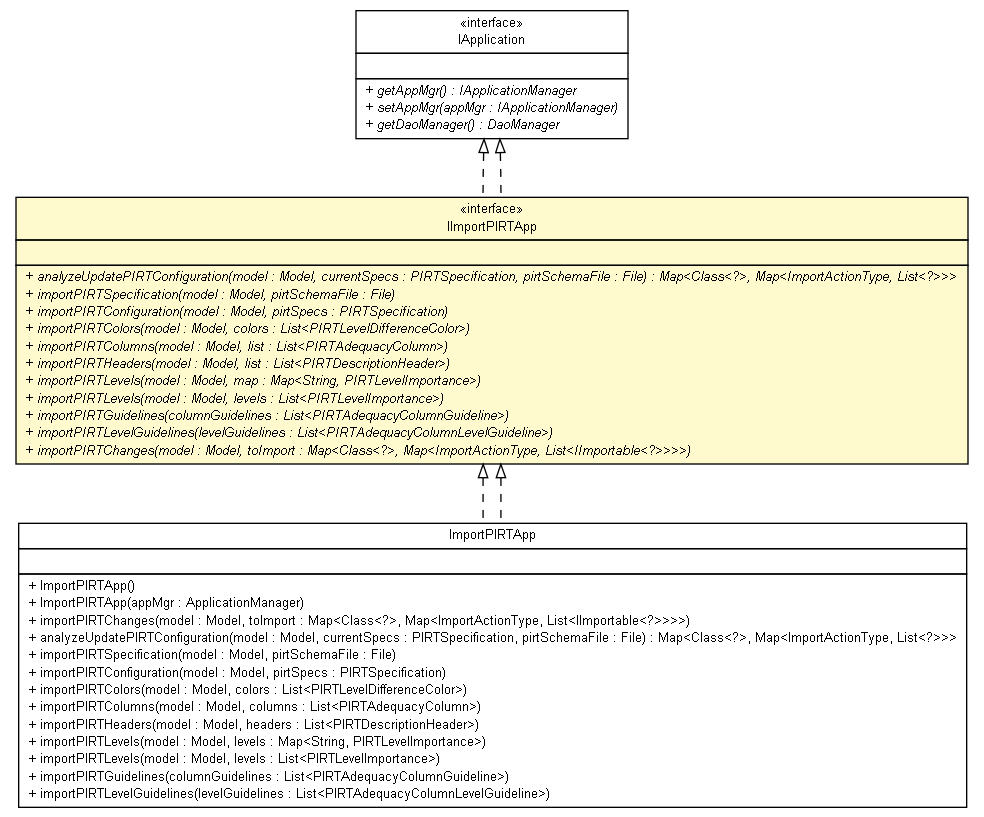 «interface»
IApplication
+ getAppMgr() : IApplicationManager
+ setAppMgr(appMgr : IApplicationManager)
+ getDaoManager() : DaoManager
«interface»
IImportPIRTApp
+ analyzeUpdatePIRTConfiguration(model : Model, currentSpecs : PIRTSpecification, pirtSchemaFile : File) : Map<Class<?>, Map<ImportActionType, List<?>>>
+ importPIRTSpecification(model : Model, pirtSchemaFile : File)
+ importPIRTConfiguration(model : Model, pirtSpecs : PIRTSpecification)
+ importPIRTColors(model : Model, colors : List<PIRTLevelDifferenceColor>)
+ importPIRTColumns(model : Model, list : List<PIRTAdequacyColumn>)
+ importPIRTHeaders(model : Model, list : List<PIRTDescriptionHeader>)
+ importPIRTLevels(model : Model, map : Map<String, PIRTLevelImportance>)
+ importPIRTLevels(model : Model, levels : List<PIRTLevelImportance>)
+ importPIRTGuidelines(columnGuidelines : List<PIRTAdequacyColumnGuideline>)
+ importPIRTLevelGuidelines(levelGuidelines : List<PIRTAdequacyColumnLevelGuideline>)
+ importPIRTChanges(model : Model, toImport : Map<Class<?>, Map<ImportActionType, List<IImportable<?>>>>)
ImportPIRTApp
+ ImportPIRTApp()
+ ImportPIRTApp(appMgr : ApplicationManager)
+ importPIRTChanges(model : Model, toImport : Map<Class<?>, Map<ImportActionType, List<IImportable<?>>>>)
+ analyzeUpdatePIRTConfiguration(model : Model, currentSpecs : PIRTSpecification, pirtSchemaFile : File) : Map<Class<?>, Map<ImportActionType, List<?>>>
+ importPIRTSpecification(model : Model, pirtSchemaFile : File)
+ importPIRTConfiguration(model : Model, pirtSpecs : PIRTSpecification)
+ importPIRTColors(model : Model, colors : List<PIRTLevelDifferenceColor>)
+ importPIRTColumns(model : Model, columns : List<PIRTAdequacyColumn>)
+ importPIRTHeaders(model : Model, headers : List<PIRTDescriptionHeader>)
+ importPIRTLevels(model : Model, levels : Map<String, PIRTLevelImportance>)
+ importPIRTLevels(model : Model, levels : List<PIRTLevelImportance>)
+ importPIRTGuidelines(columnGuidelines : List<PIRTAdequacyColumnGuideline>)
+ importPIRTLevelGuidelines(levelGuidelines : List<PIRTAdequacyColumnLevelGuideline>)